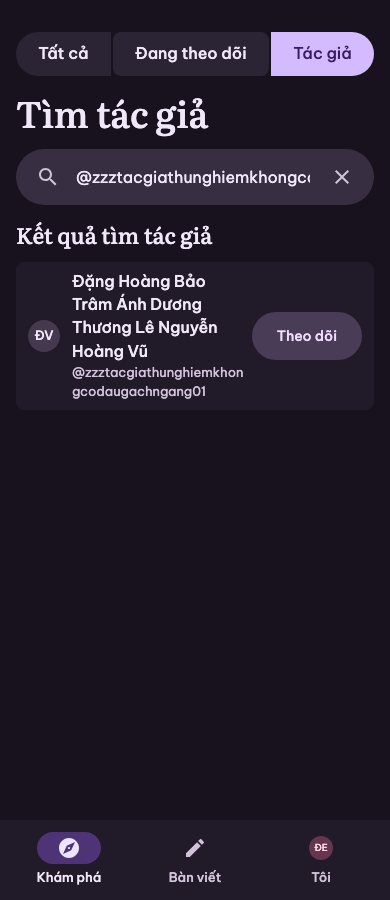 Tất cả
Đang theo dõi
Tác giả
Tìm tác giả
@zzztacgiathunghiemkhongc
Kết quả tìm tác giả
ĐV
Đặng Hoàng Bảo
Trâm Ánh Dương
Thương Lê Nguyễn
Hoàng Vũ
@zzztacgiathunghiemkhon
gcodaugachngang01
Theo dõi
Khám phá
Bàn viết
ĐE
Tôi